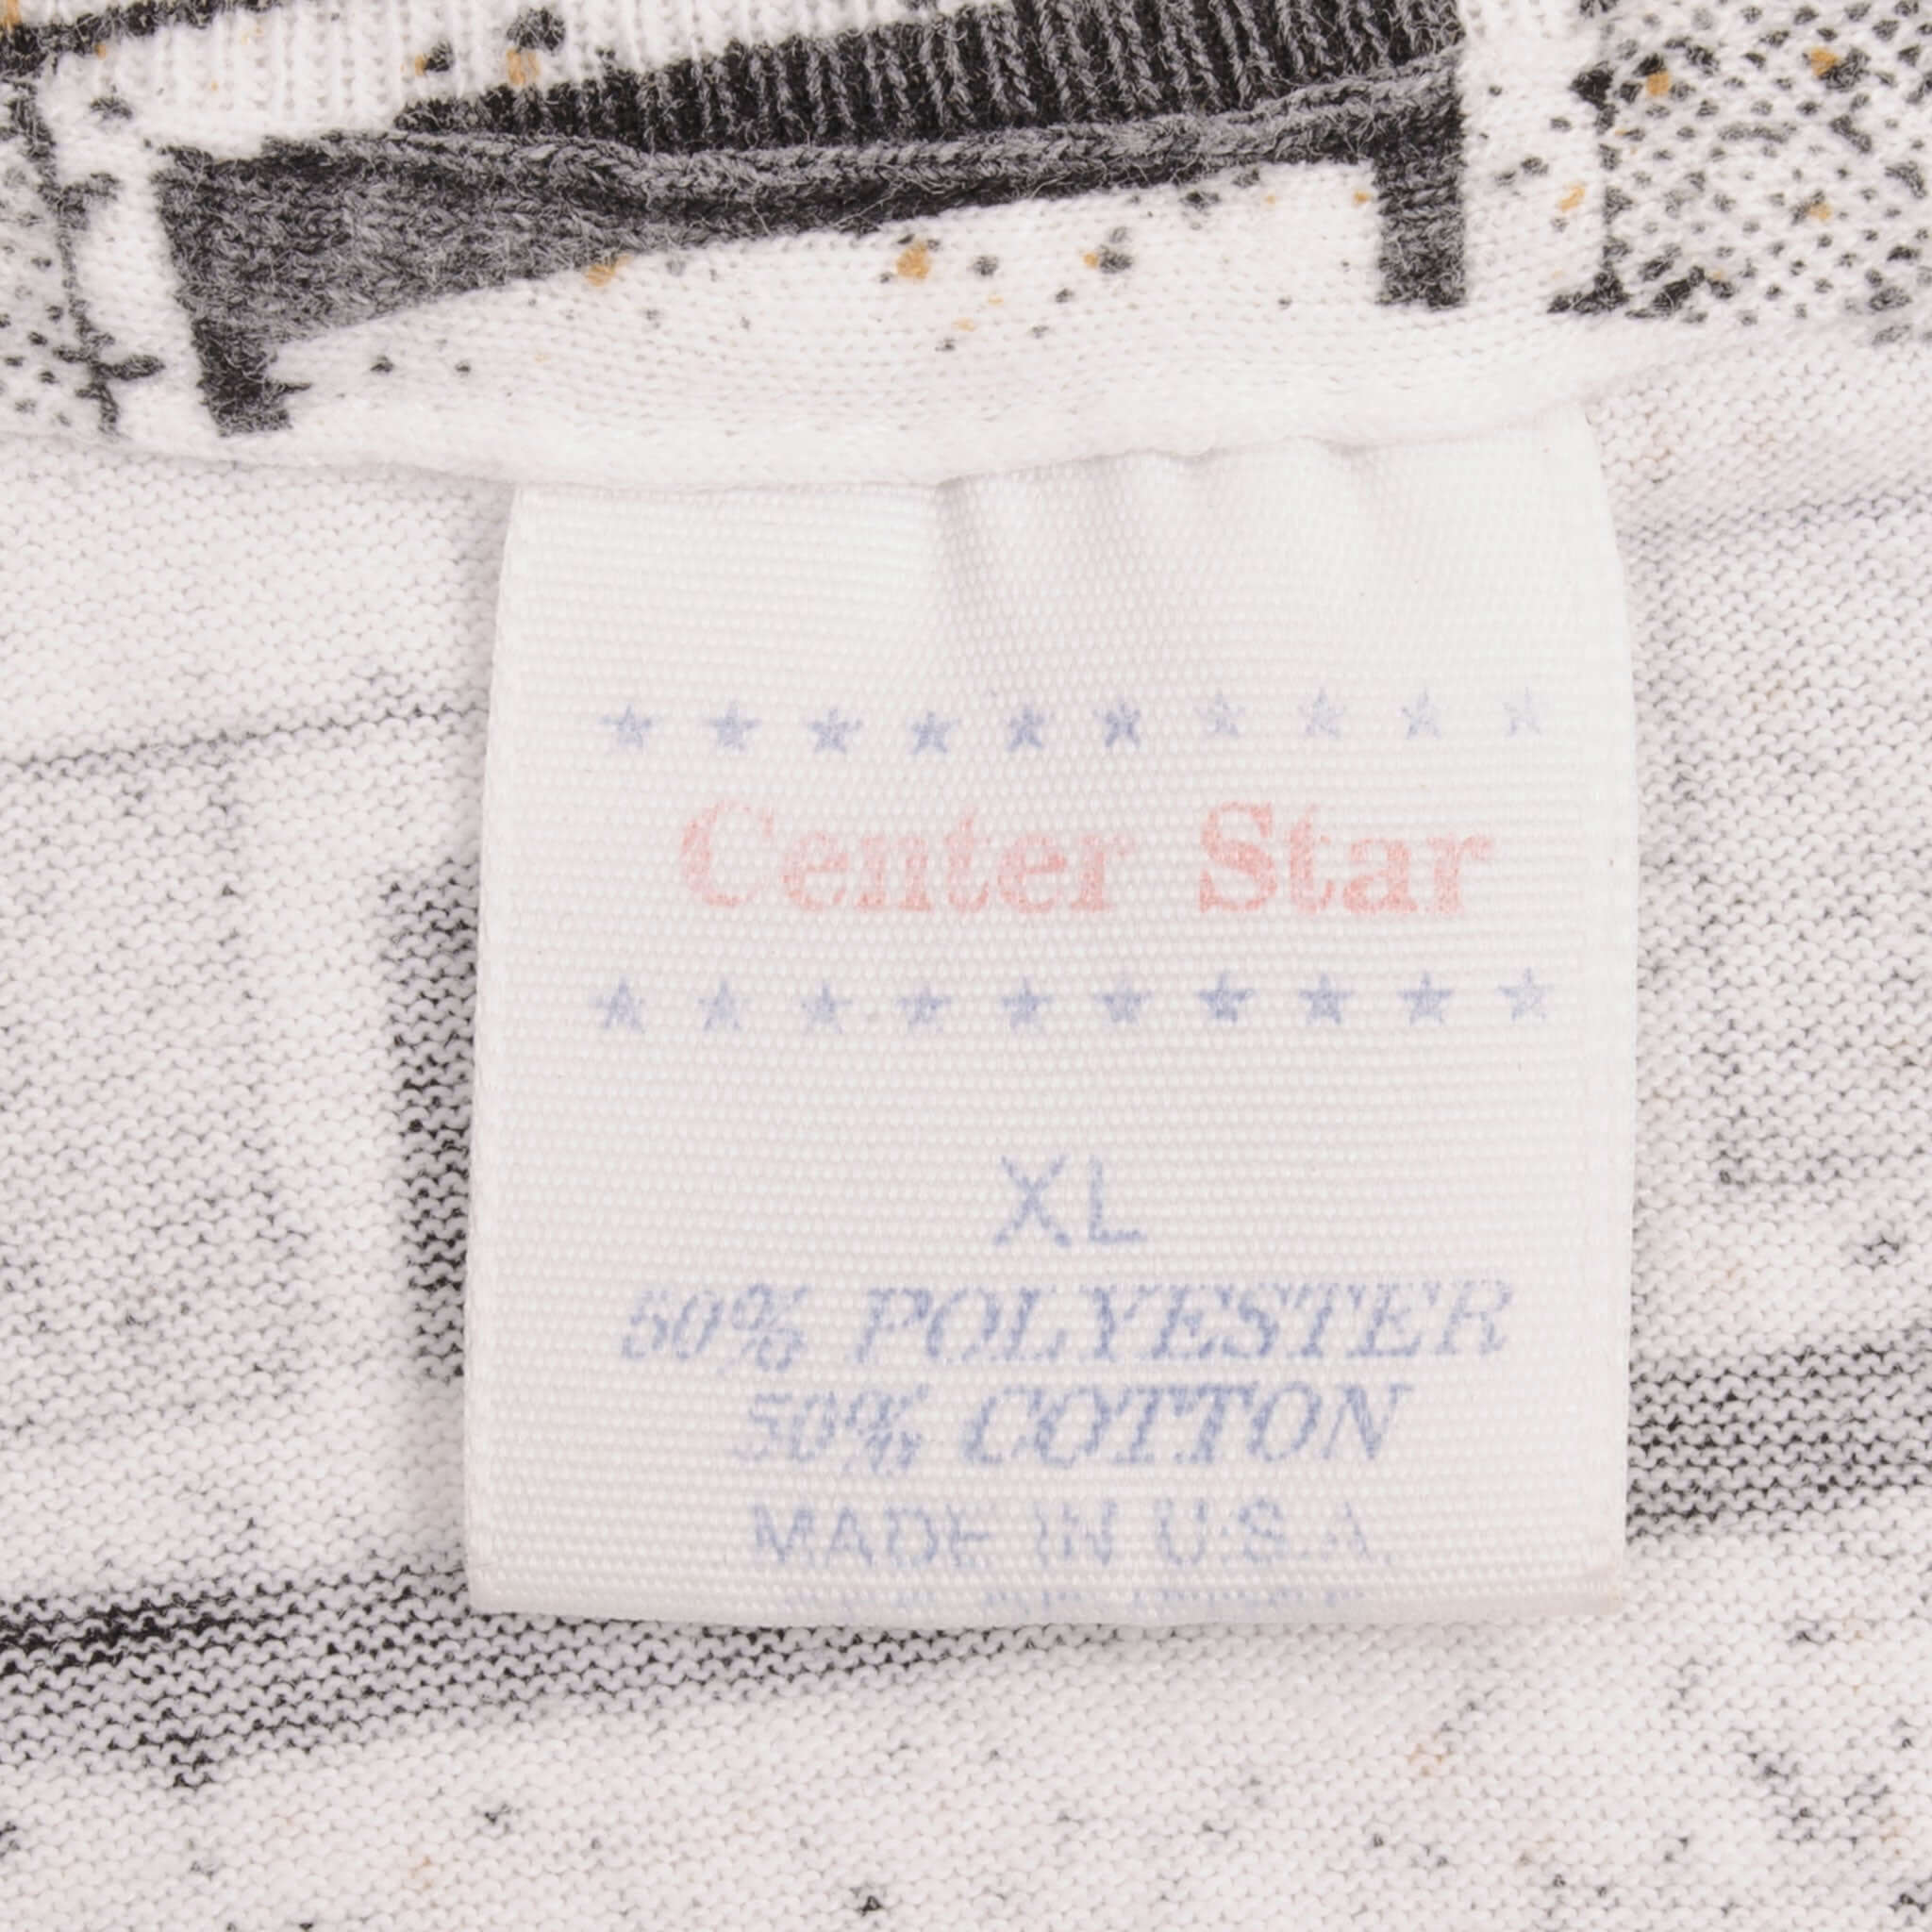 ★ ★ ★ ★ ★ ★ ★ ★ ★ ★
Center Star
★ ★ ★ ★ ★ ★ ★ ★ ★ ★
XL
50% POLYESTER
50% COTTON
MADE IN U.S.A.